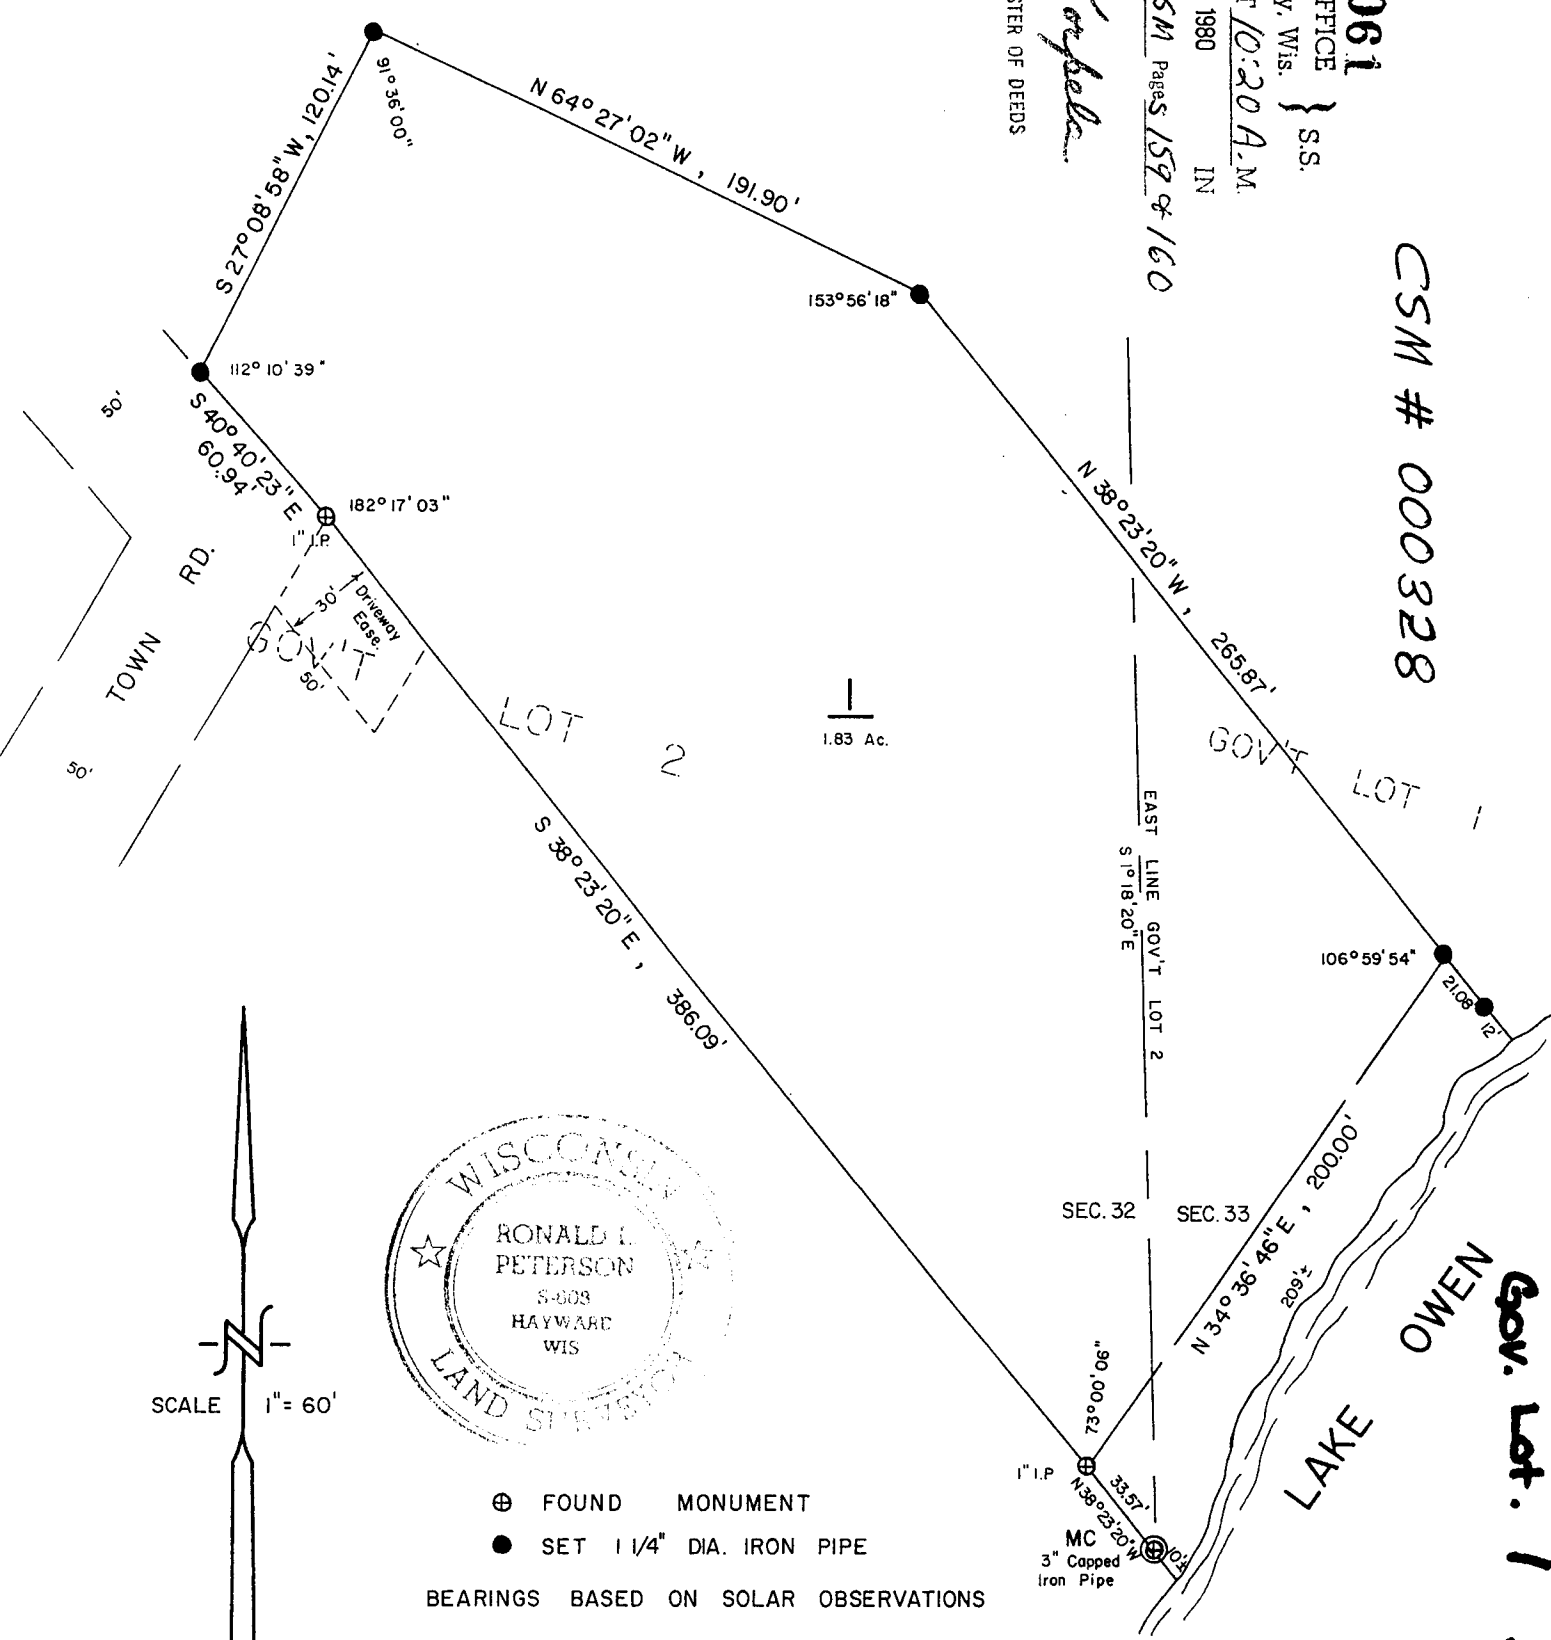 061
FFICE
y. Wis. } S.S.
T 10:20 A.M.
1980 IN
SM Pages 159 & 160
STER OF DEEDS
CSM # 000328
91° 36' 00"
S 27° 08' 58" W, 120.14'
N 64° 27' 02" W, 191.90'
153° 56' 18"
112° 10' 39"
S 40° 40' 23" E
60.94'
182° 17' 03"
1" I.P.
50'
TOWN RD.
50'
30'
Driveway
Ease.
50'
GOV'T LOT 2
1
1.83 Ac.
N 38° 23' 20" W, 265.87'
GOV'T LOT 1
EAST LINE GOV'T LOT 2
S 1° 18' 20" E
S 38° 23' 20" E, 386.09'
106° 59' 54"
21.08'
12'
SEC. 32
SEC. 33
N 34° 36' 46" E, 200.00'
209'±
LAKE OWEN
Gov. Lot. 1
73° 00' 06"
1" I.P.
33.57'
N 38° 23' 20" W
10'±
MC
3" Capped
Iron Pipe
WISCONSIN
RONALD L.
PETERSON
S-608
HAYWARD
WIS
LAND SURVEYOR
N
SCALE 1" = 60'
⊕ FOUND MONUMENT
● SET 1 1/4" DIA. IRON PIPE
BEARINGS BASED ON SOLAR OBSERVATIONS